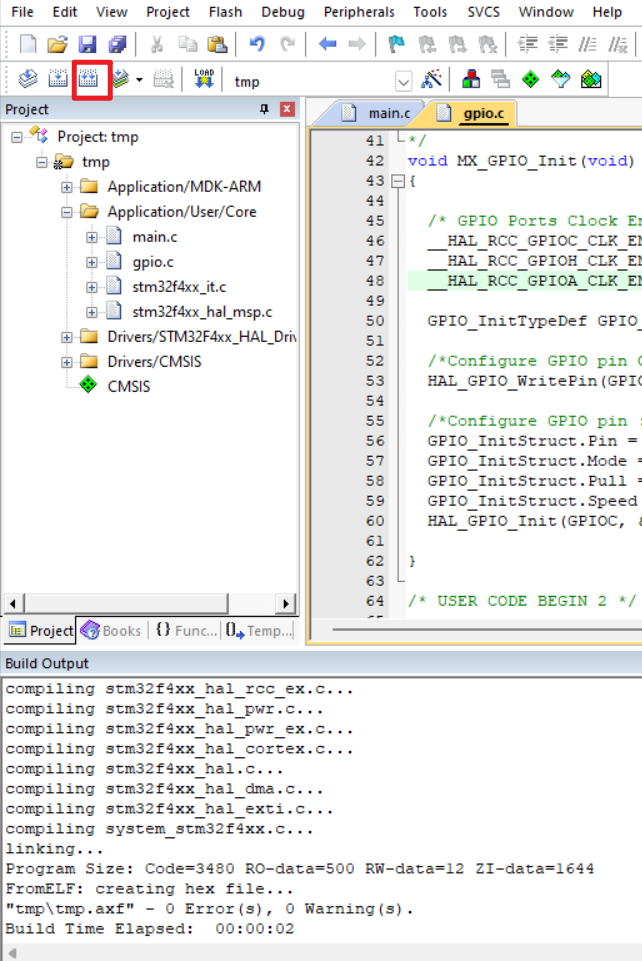 File Edit View Project Flash Debug Peripherals Tools SVCS Window Help
LOAD tmp
Project
main.c gpio.c
Project: tmp
tmp
Application/MDK-ARM
Application/User/Core
main.c
gpio.c
stm32f4xx_it.c
stm32f4xx_hal_msp.c
Drivers/STM32F4xx_HAL_Driv
Drivers/CMSIS
CMSIS
41 */
42 void MX_GPIO_Init(void)
43 {
44
45 /* GPIO Ports Clock En
46 __HAL_RCC_GPIOC_CLK_EN
47 __HAL_RCC_GPIOH_CLK_EN
48 __HAL_RCC_GPIOA_CLK_EN
49
50 GPIO_InitTypeDef GPIO_
51
52 /*Configure GPIO pin
53 HAL_GPIO_WritePin(GPIO
54
55 /*Configure GPIO pin :
56 GPIO_InitStruct.Pin =
57 GPIO_InitStruct.Mode =
58 GPIO_InitStruct.Pull =
59 GPIO_InitStruct.Speed
60 HAL_GPIO_Init(GPIOC, &
61
62 }
63
64 /* USER CODE BEGIN 2 */
Project Books {} Func... 0 Temp...
Build Output
compiling stm32f4xx_hal_rcc_ex.c...
compiling stm32f4xx_hal_pwr.c...
compiling stm32f4xx_hal_pwr_ex.c...
compiling stm32f4xx_hal_cortex.c...
compiling stm32f4xx_hal.c...
compiling stm32f4xx_hal_dma.c...
compiling stm32f4xx_hal_exti.c...
compiling system_stm32f4xx.c...
linking...
Program Size: Code=3480 RO-data=500 RW-data=12 ZI-data=1644
FromELF: creating hex file...
"tmp\tmp.axf" - 0 Error(s), 0 Warning(s).
Build Time Elapsed: 00:00:02